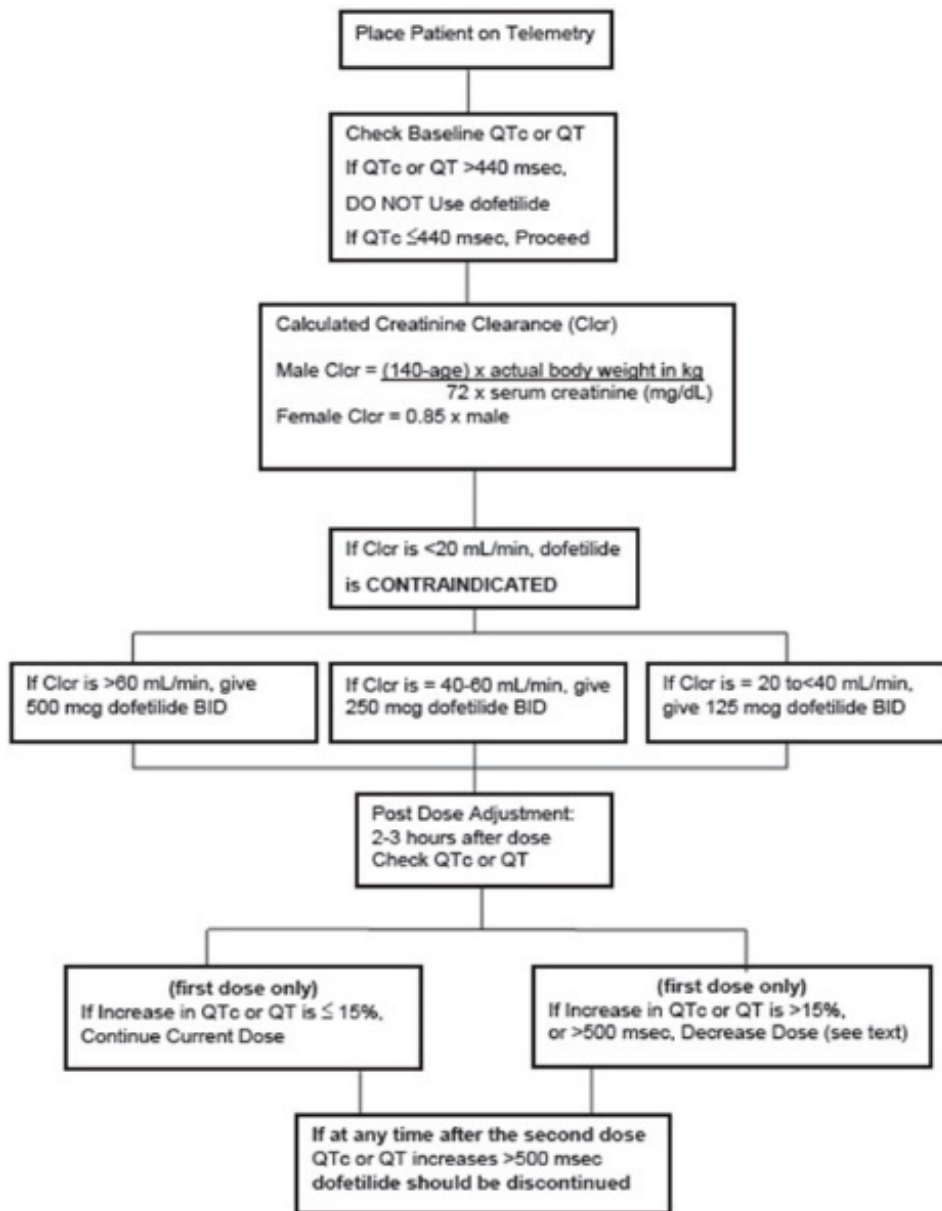 Place Patient on Telemetry
Check Baseline QTc or QT
If QTc or QT >440 msec,
DO NOT Use dofetilide
If QTc ≤440 msec, Proceed
Calculated Creatinine Clearance (Clcr)
Male Clcr = (140-age) x actual body weight in kg
72 x serum creatinine (mg/dL)
Female Clcr = 0.85 x male
If Clcr is <20 mL/min, dofetilide
is CONTRAINDICATED
If Clcr is >60 mL/min, give
500 mcg dofetilide BID
If Clcr is = 40-60 mL/min, give
250 mcg dofetilide BID
If Clcr is = 20 to<40 mL/min,
give 125 mcg dofetilide BID
Post Dose Adjustment:
2-3 hours after dose
Check QTc or QT
(first dose only)
If Increase in QTc or QT is ≤ 15%,
Continue Current Dose
(first dose only)
If Increase in QTc or QT is >15%,
or >500 msec, Decrease Dose (see text)
If at any time after the second dose
QTc or QT increases >500 msec
dofetilide should be discontinued